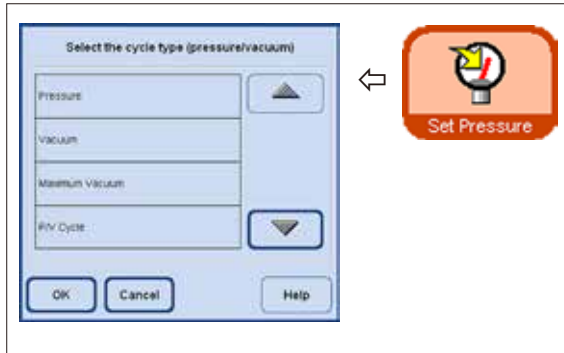 Select the cycle type (pressure/vacuum)
Pressure
Vacuum
Maximum Vacuum
P/V Cycle
OK
Cancel
Help
Set Pressure